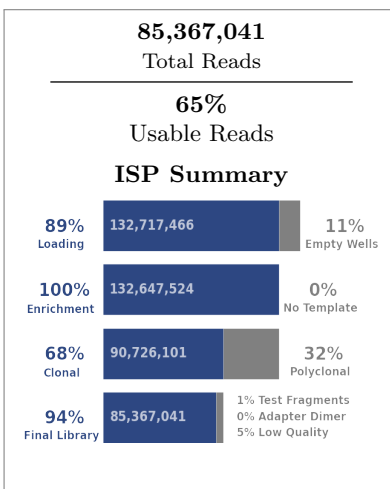 85,367,041
Total Reads
65%
Usable Reads
ISP Summary
89%
Loading
132,717,466
11%
Empty Wells
100%
Enrichment
132,647,524
0%
No Template
68%
Clonal
90,726,101
32%
Polyclonal
94%
Final Library
85,367,041
1% Test Fragments
0% Adapter Dimer
5% Low Quality